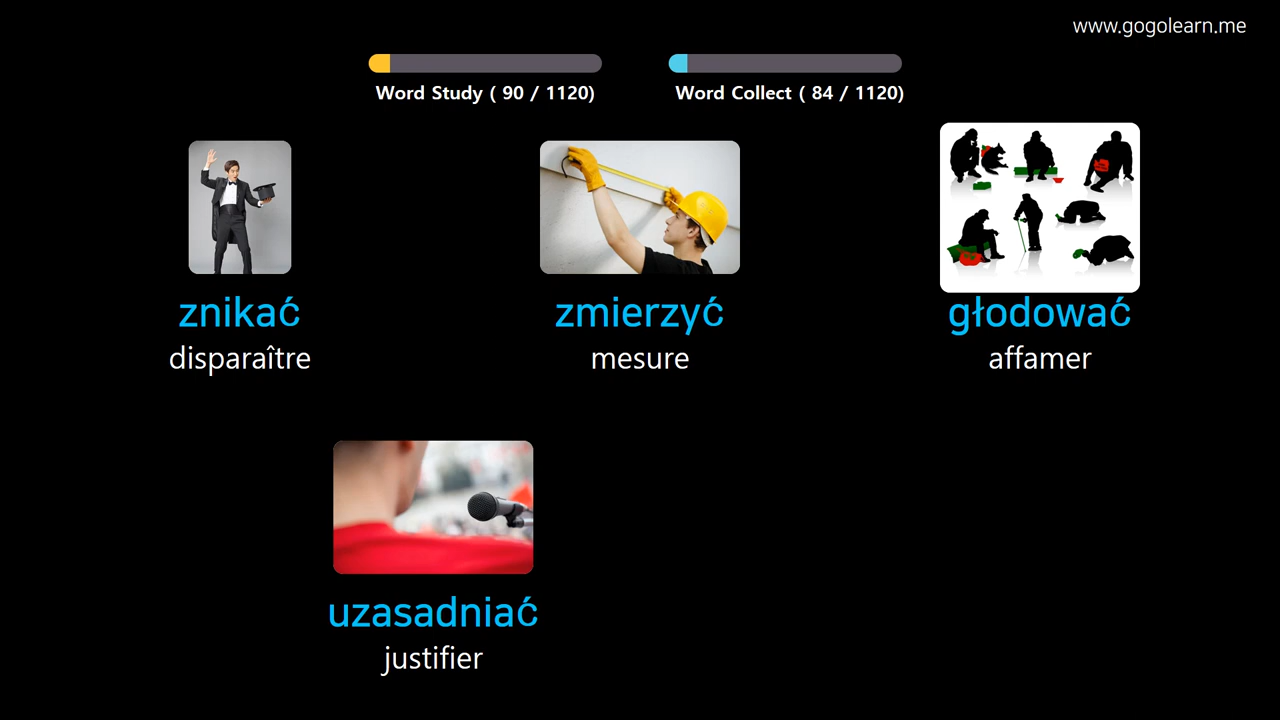 www.gogolearn.me
Word Study ( 90 / 1120)
Word Collect ( 84 / 1120)
znikać
disparaître
zmierzyć
mesure
głodować
affamer
uzasadniać
justifier